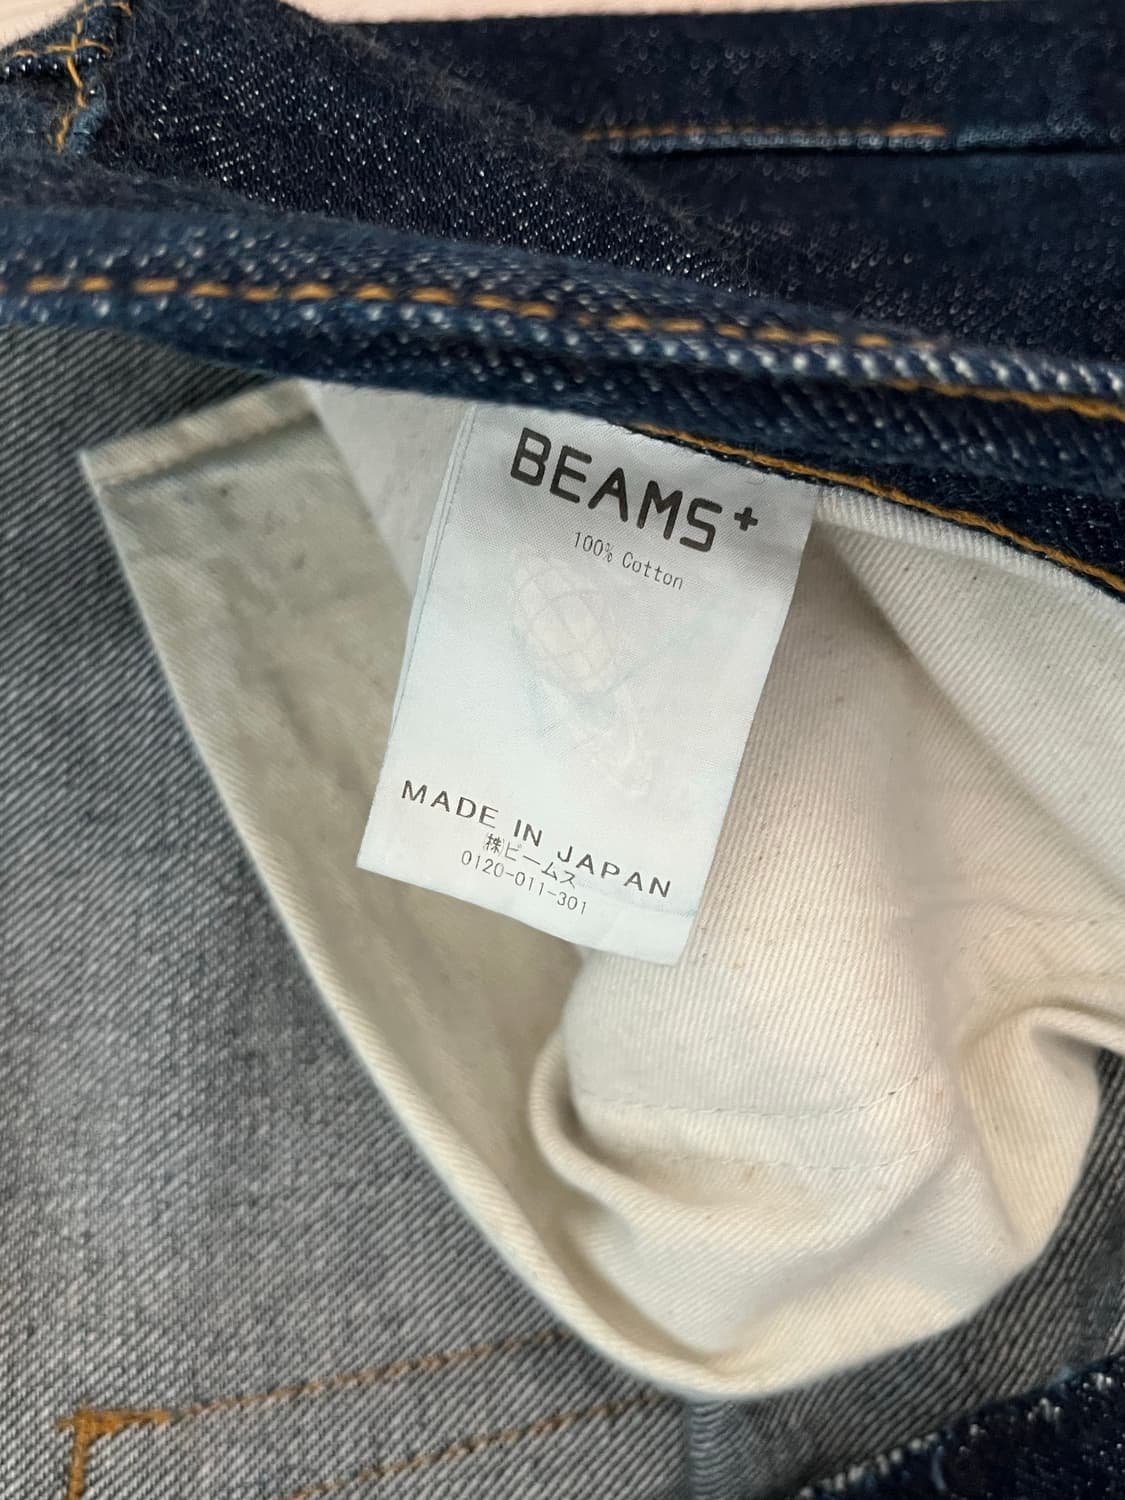 BEAMS+
100% Cotton
MADE IN JAPAN
㈱ビームス
0120-011-301